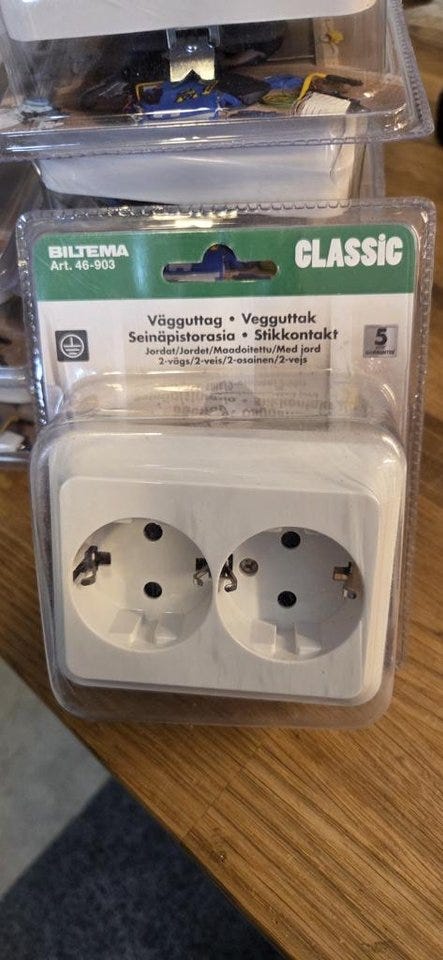 BILTEMA
Art. 46-903
CLASSiC
Vägguttag • Vegguttak
Seinäpistorasia • Stikkontakt
Jordat/Jordet/Maadoitettu/Med jord
2-vägs/2-veis/2-osainen/2-vejs
5